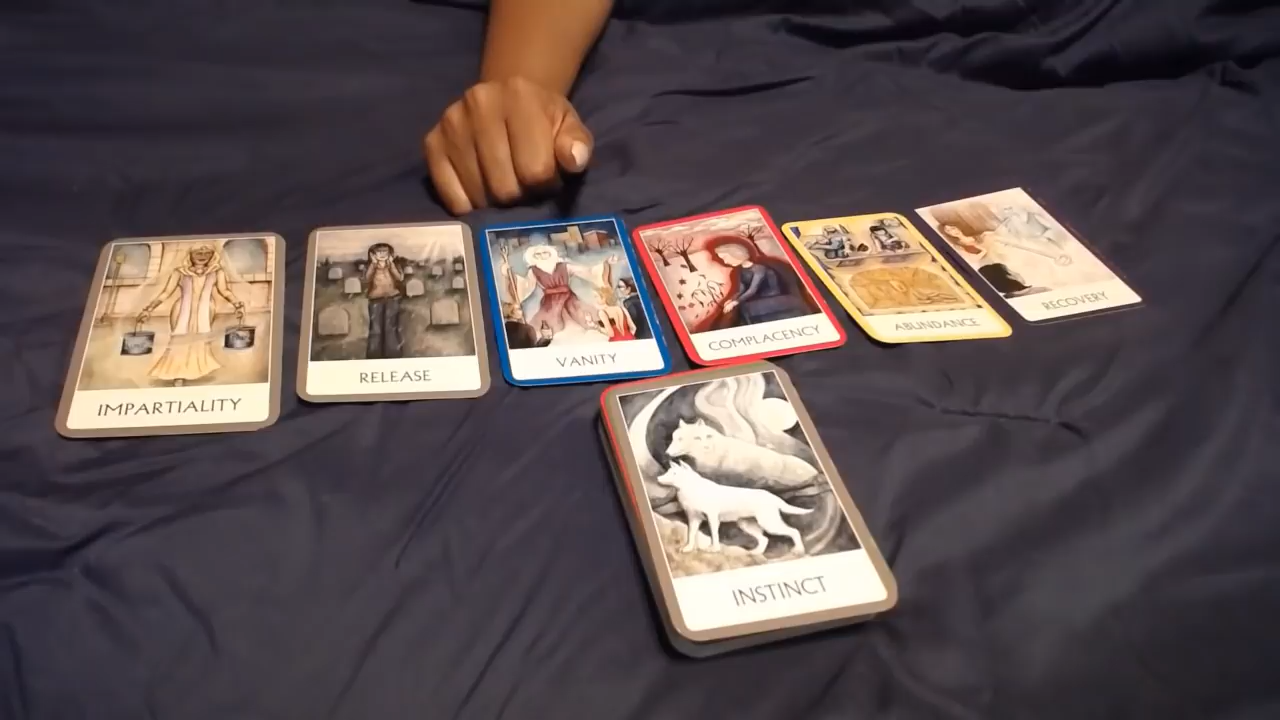 IMPARTIALITY
RELEASE
VANITY
COMPLACENCY
ABUNDANCE
RECOVERY
INSTINCT